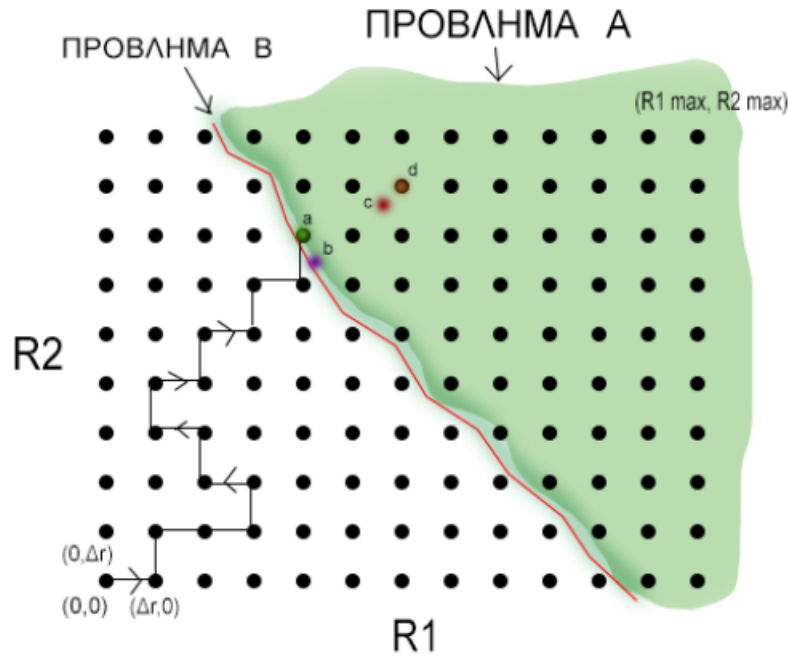 ΠΡΟΒΛΗΜΑ Α
ΠΡΟΒΛΗΜΑ Β
(R1 max, R2 max)
d
c
a
b
R2
(0,Δr)
(0,0) (Δr,0)
R1